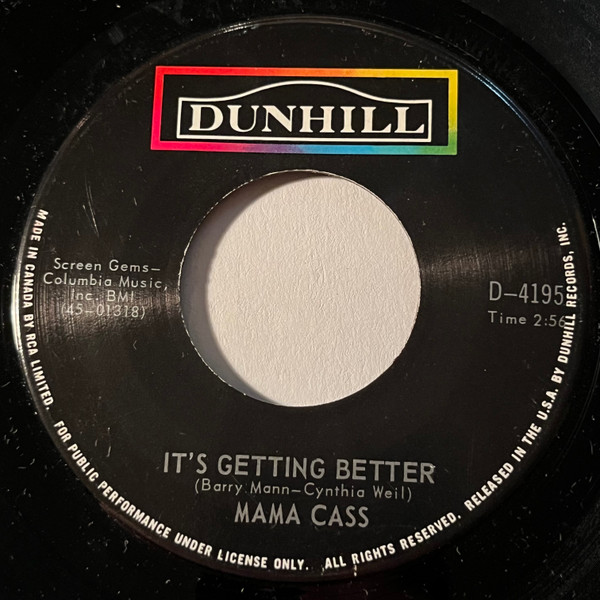 DUNHILL
Screen Gems–
Columbia Music,
Inc. BMI
(45-01318)
D–4195
Time 2:56
IT'S GETTING BETTER
(Barry Mann–Cynthia Weil)
MAMA CASS
MADE IN CANADA BY RCA LIMITED. FOR PUBLIC PERFORMANCE UNDER LICENSE ONLY. ALL RIGHTS RESERVED. RELEASED IN THE U.S.A. BY DUNHILL RECORDS, INC.